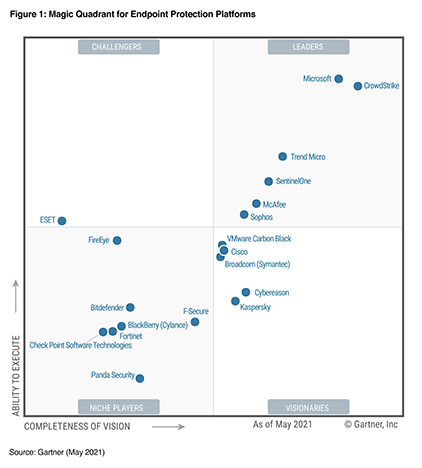 Figure 1: Magic Quadrant for Endpoint Protection Platforms
CHALLENGERS
LEADERS
Microsoft
CrowdStrike
Trend Micro
SentinelOne
McAfee
Sophos
ESET
FireEye
VMware Carbon Black
Cisco
Broadcom (Symantec)
Cybereason
Kaspersky
Bitdefender
F-Secure
BlackBerry (Cylance)
Fortinet
Check Point Software Technologies
Panda Security
ABILITY TO EXECUTE
NICHE PLAYERS
VISIONARIES
COMPLETENESS OF VISION
As of May 2021
© Gartner, Inc
Source: Gartner (May 2021)